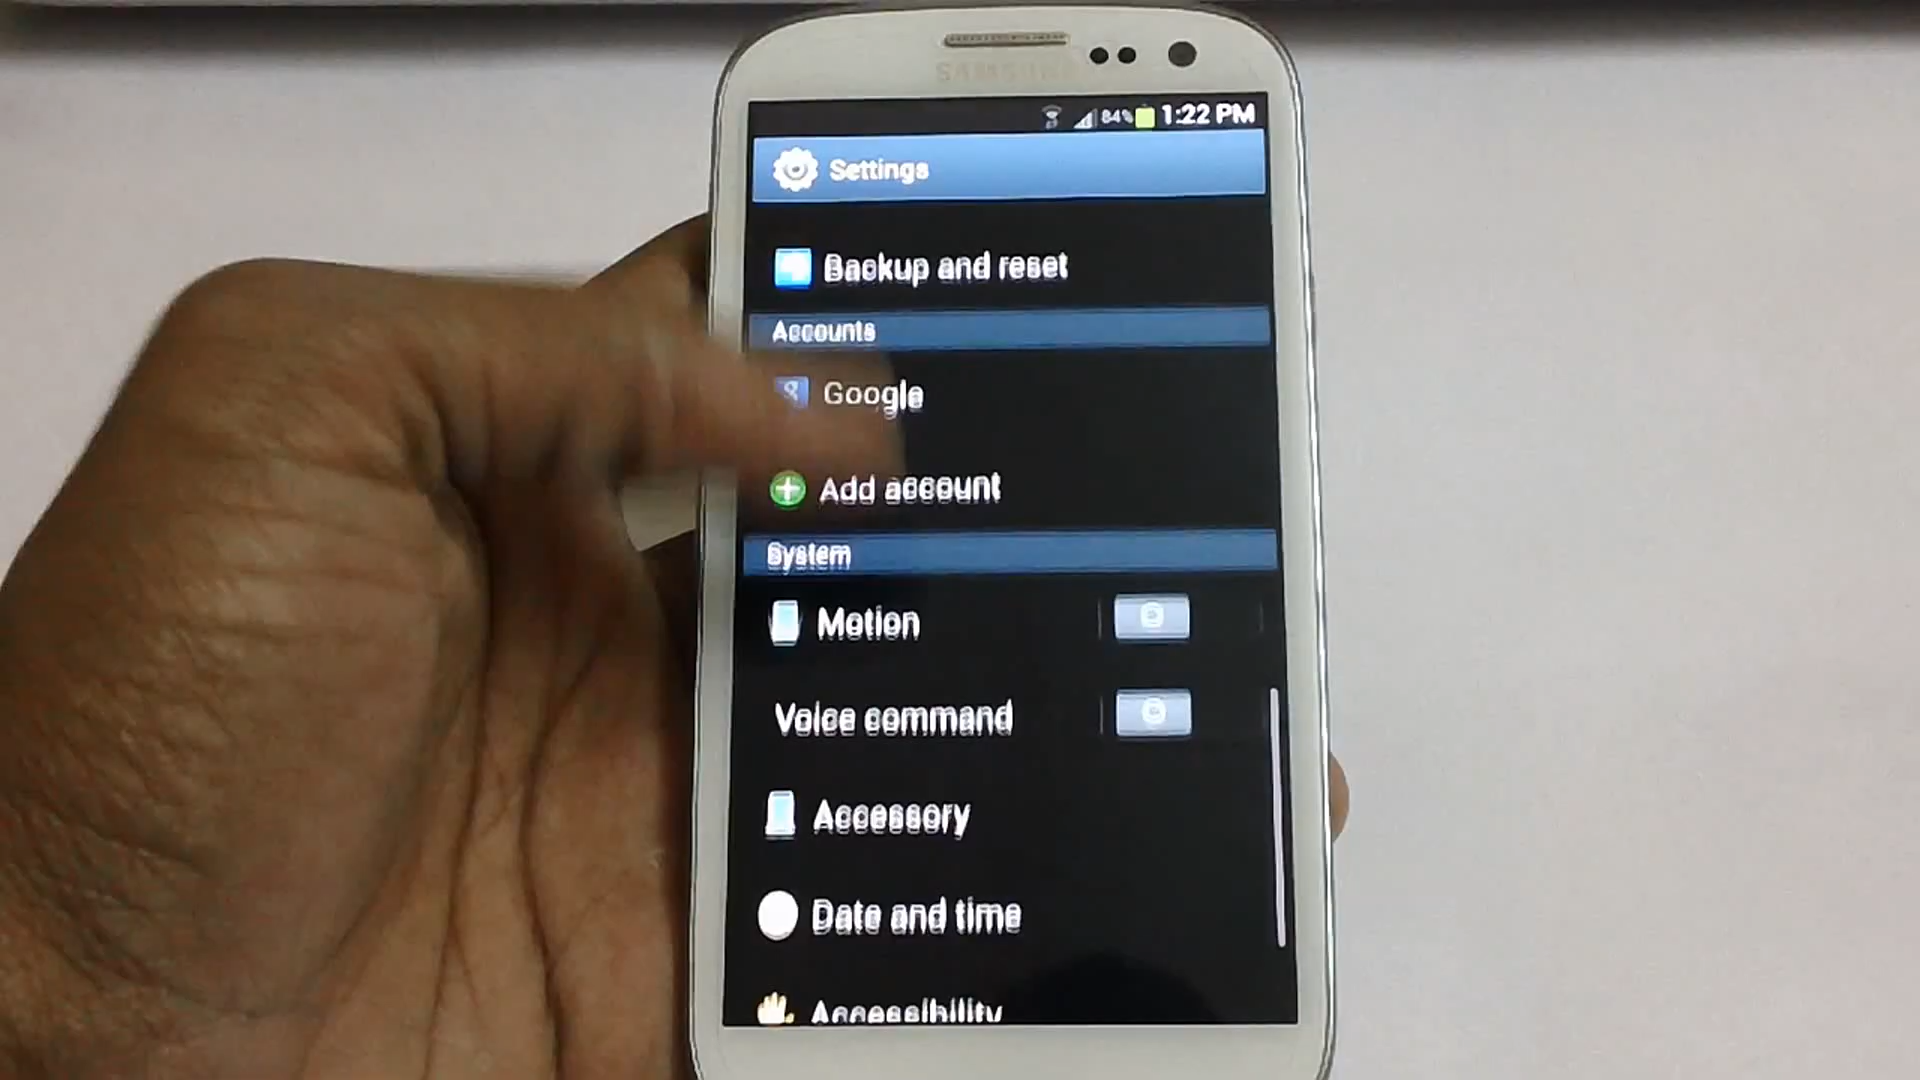 SAMSUNG
84% 1:22 PM
Settings
Backup and reset
Accounts
Google
Add account
System
Motion
Voice command
Accessory
Date and time
Accessibility